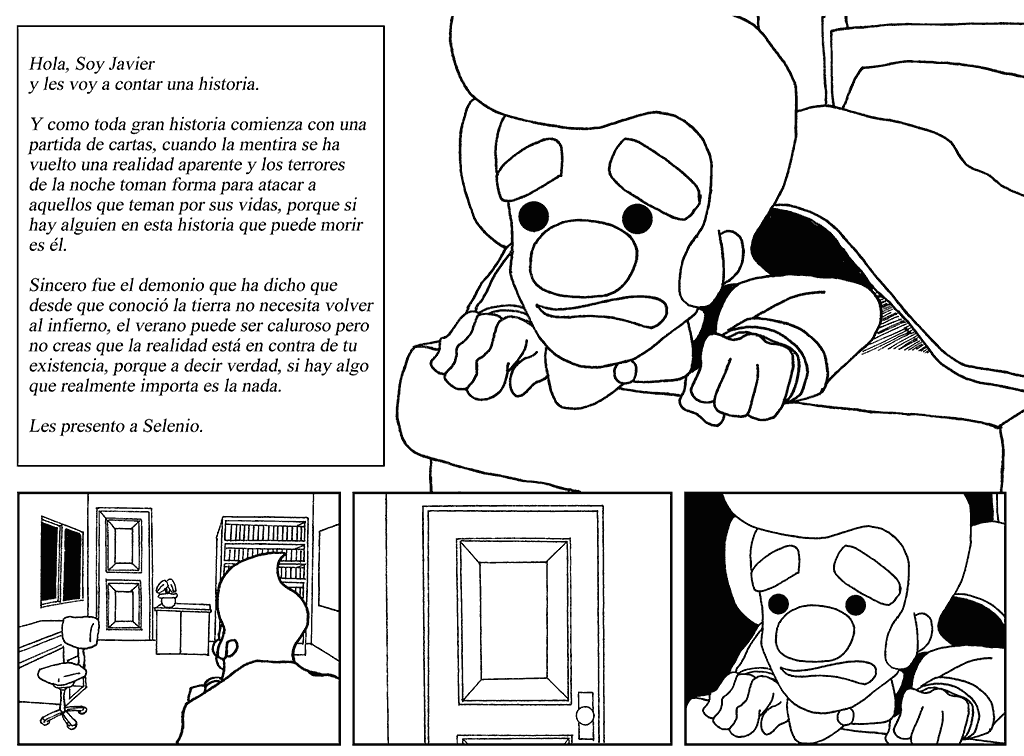 Hola, Soy Javier
y les voy a contar una historia.
Y como toda gran historia comienza con una
partida de cartas, cuando la mentira se ha
vuelto una realidad aparente y los terrores
de la noche toman forma para atacar a
aquellos que teman por sus vidas, porque si
hay alguien en esta historia que puede morir
es él.
Sincero fue el demonio que ha dicho que
desde que conoció la tierra no necesita volver
al infierno, el verano puede ser caluroso pero
no creas que la realidad está en contra de tu
existencia, porque a decir verdad, si hay algo
que realmente importa es la nada.
Les presento a Selenio.